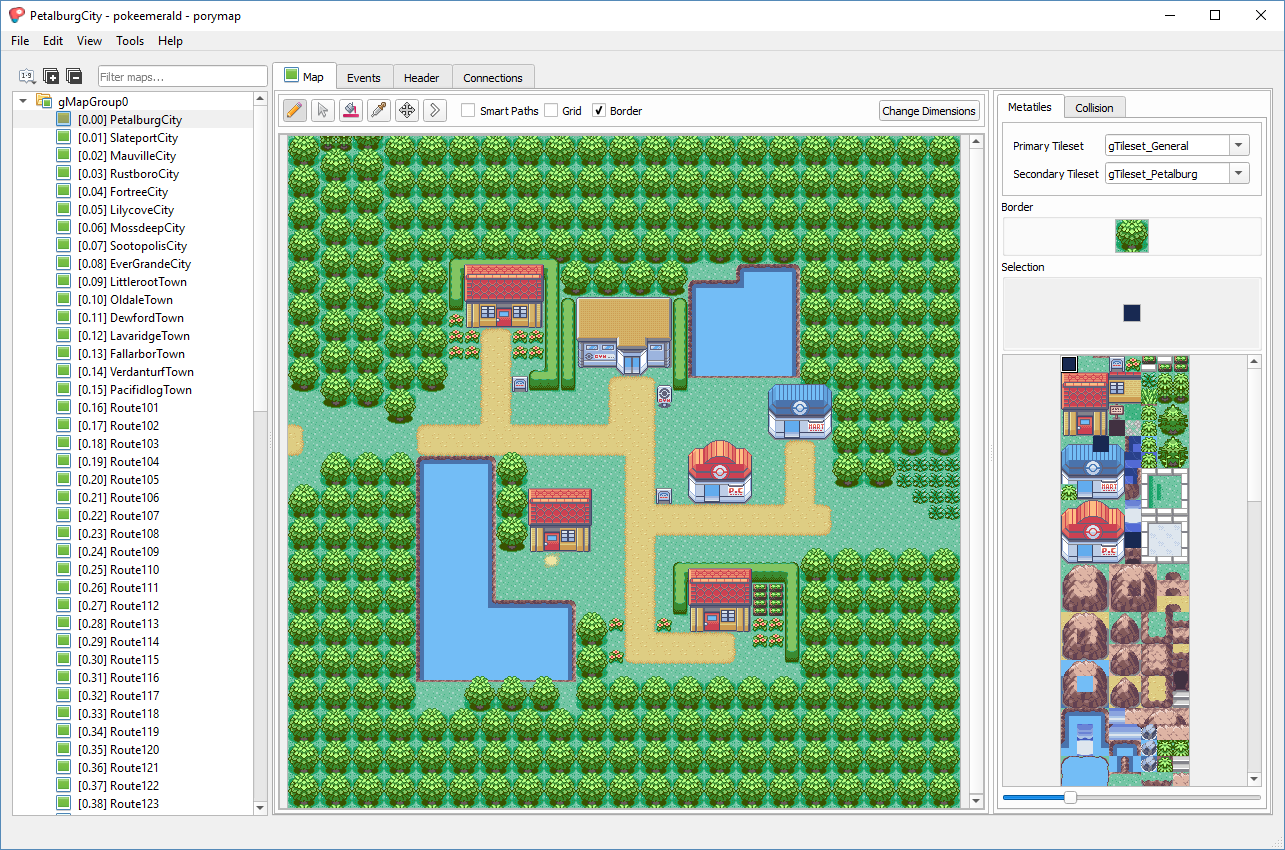 PetalburgCity - pokeemerald - porymap
File Edit View Tools Help
Filter maps...
gMapGroup0
[0.00] PetalburgCity
[0.01] SlateportCity
[0.02] MauvilleCity
[0.03] RustboroCity
[0.04] FortreeCity
[0.05] LilycoveCity
[0.06] MossdeepCity
[0.07] SootopolisCity
[0.08] EverGrandeCity
[0.09] LittlerootTown
[0.10] OldaleTown
[0.11] DewfordTown
[0.12] LavaridgeTown
[0.13] FallarborTown
[0.14] VerdanturfTown
[0.15] PacifidlogTown
[0.16] Route101
[0.17] Route102
[0.18] Route103
[0.19] Route104
[0.20] Route105
[0.21] Route106
[0.22] Route107
[0.23] Route108
[0.24] Route109
[0.25] Route110
[0.26] Route111
[0.27] Route112
[0.28] Route113
[0.29] Route114
[0.30] Route115
[0.31] Route116
[0.32] Route117
[0.33] Route118
[0.34] Route119
[0.35] Route120
[0.36] Route121
[0.37] Route122
[0.38] Route123
Map Events Header Connections
Smart Paths Grid Border Change Dimensions
GYM
MART
P.C
Metatiles Collision
Primary Tileset gTileset_General
Secondary Tileset gTileset_Petalburg
Border
Selection
MART
P.C